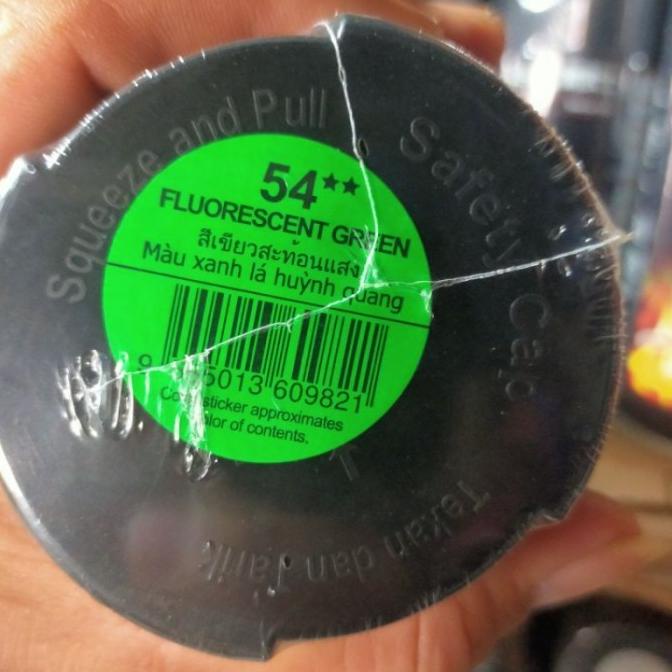 Squeeze and Pull
Safety Cap
54**
FLUORESCENT GREEN
สีเขียวสะท้อนแสง
Màu xanh lá huỳnh quang
5013 609821
sticker approximates
color of contents.
Tekan dan Tarik